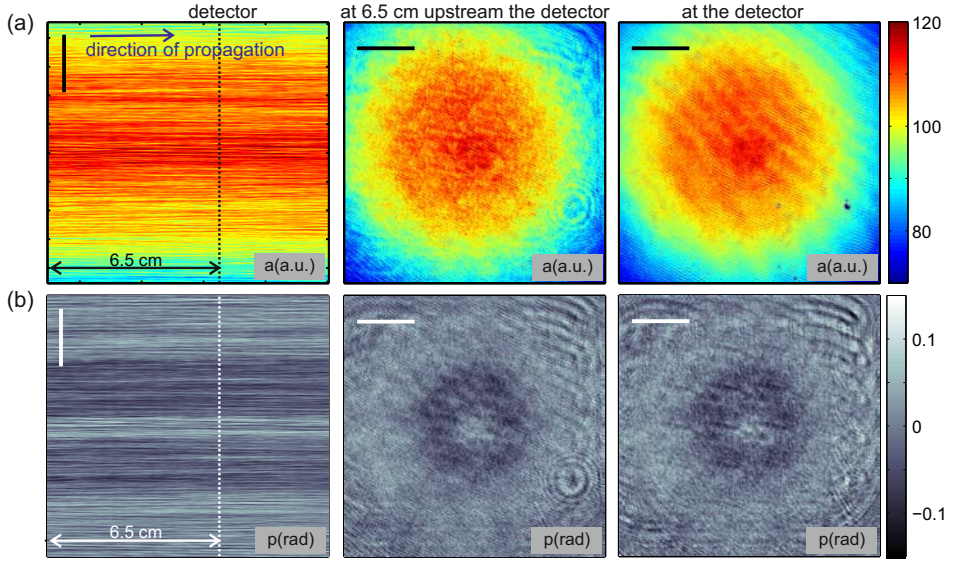 detector
at 6.5 cm upstream the detector
at the detector
(a)
direction of propagation
6.5 cm
a(a.u.)
a(a.u.)
a(a.u.)
120
100
80
(b)
6.5 cm
p(rad)
p(rad)
p(rad)
0.1
0
−0.1